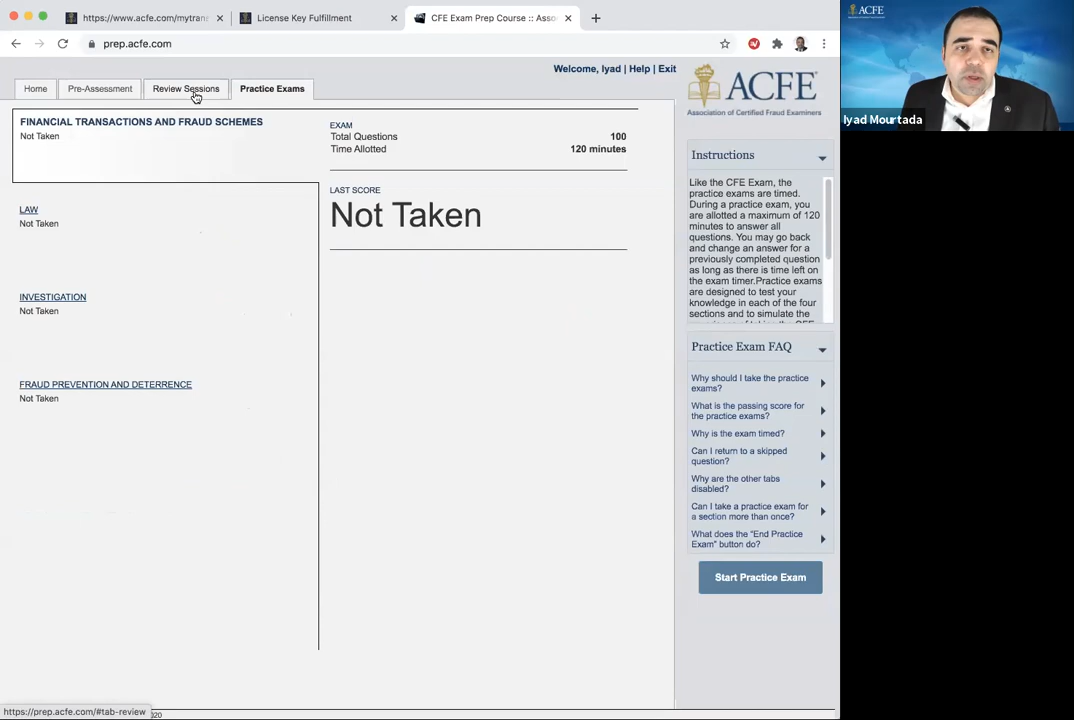 https://www.acfe.com/mytran
License Key Fulfillment
CFE Exam Prep Course :: Asso
prep.acfe.com
Welcome, Iyad | Help | Exit
Home
Pre-Assessment
Review Sessions
Practice Exams
FINANCIAL TRANSACTIONS AND FRAUD SCHEMES
Not Taken
LAW
Not Taken
INVESTIGATION
Not Taken
FRAUD PREVENTION AND DETERRENCE
Not Taken
EXAM
Total Questions 100
Time Allotted 120 minutes
LAST SCORE
Not Taken
ACFE
Association of Certified Fraud Examiners
Instructions
Like the CFE Exam, the
practice exams are timed.
During a practice exam, you
are allotted a maximum of 120
minutes to answer all
questions. You may go back
and change an answer for a
previously completed question
as long as there is time left on
the exam timer.Practice exams
are designed to test your
knowledge in each of the four
sections and to simulate the
Practice Exam FAQ
Why should I take the practice
exams?
What is the passing score for
the practice exams?
Why is the exam timed?
Can I return to a skipped
question?
Why are the other tabs
disabled?
Can I take a practice exam for
a section more than once?
What does the “End Practice
Exam” button do?
Start Practice Exam
https://prep.acfe.com/#tab-review
2020
ACFE
Iyad Mourtada